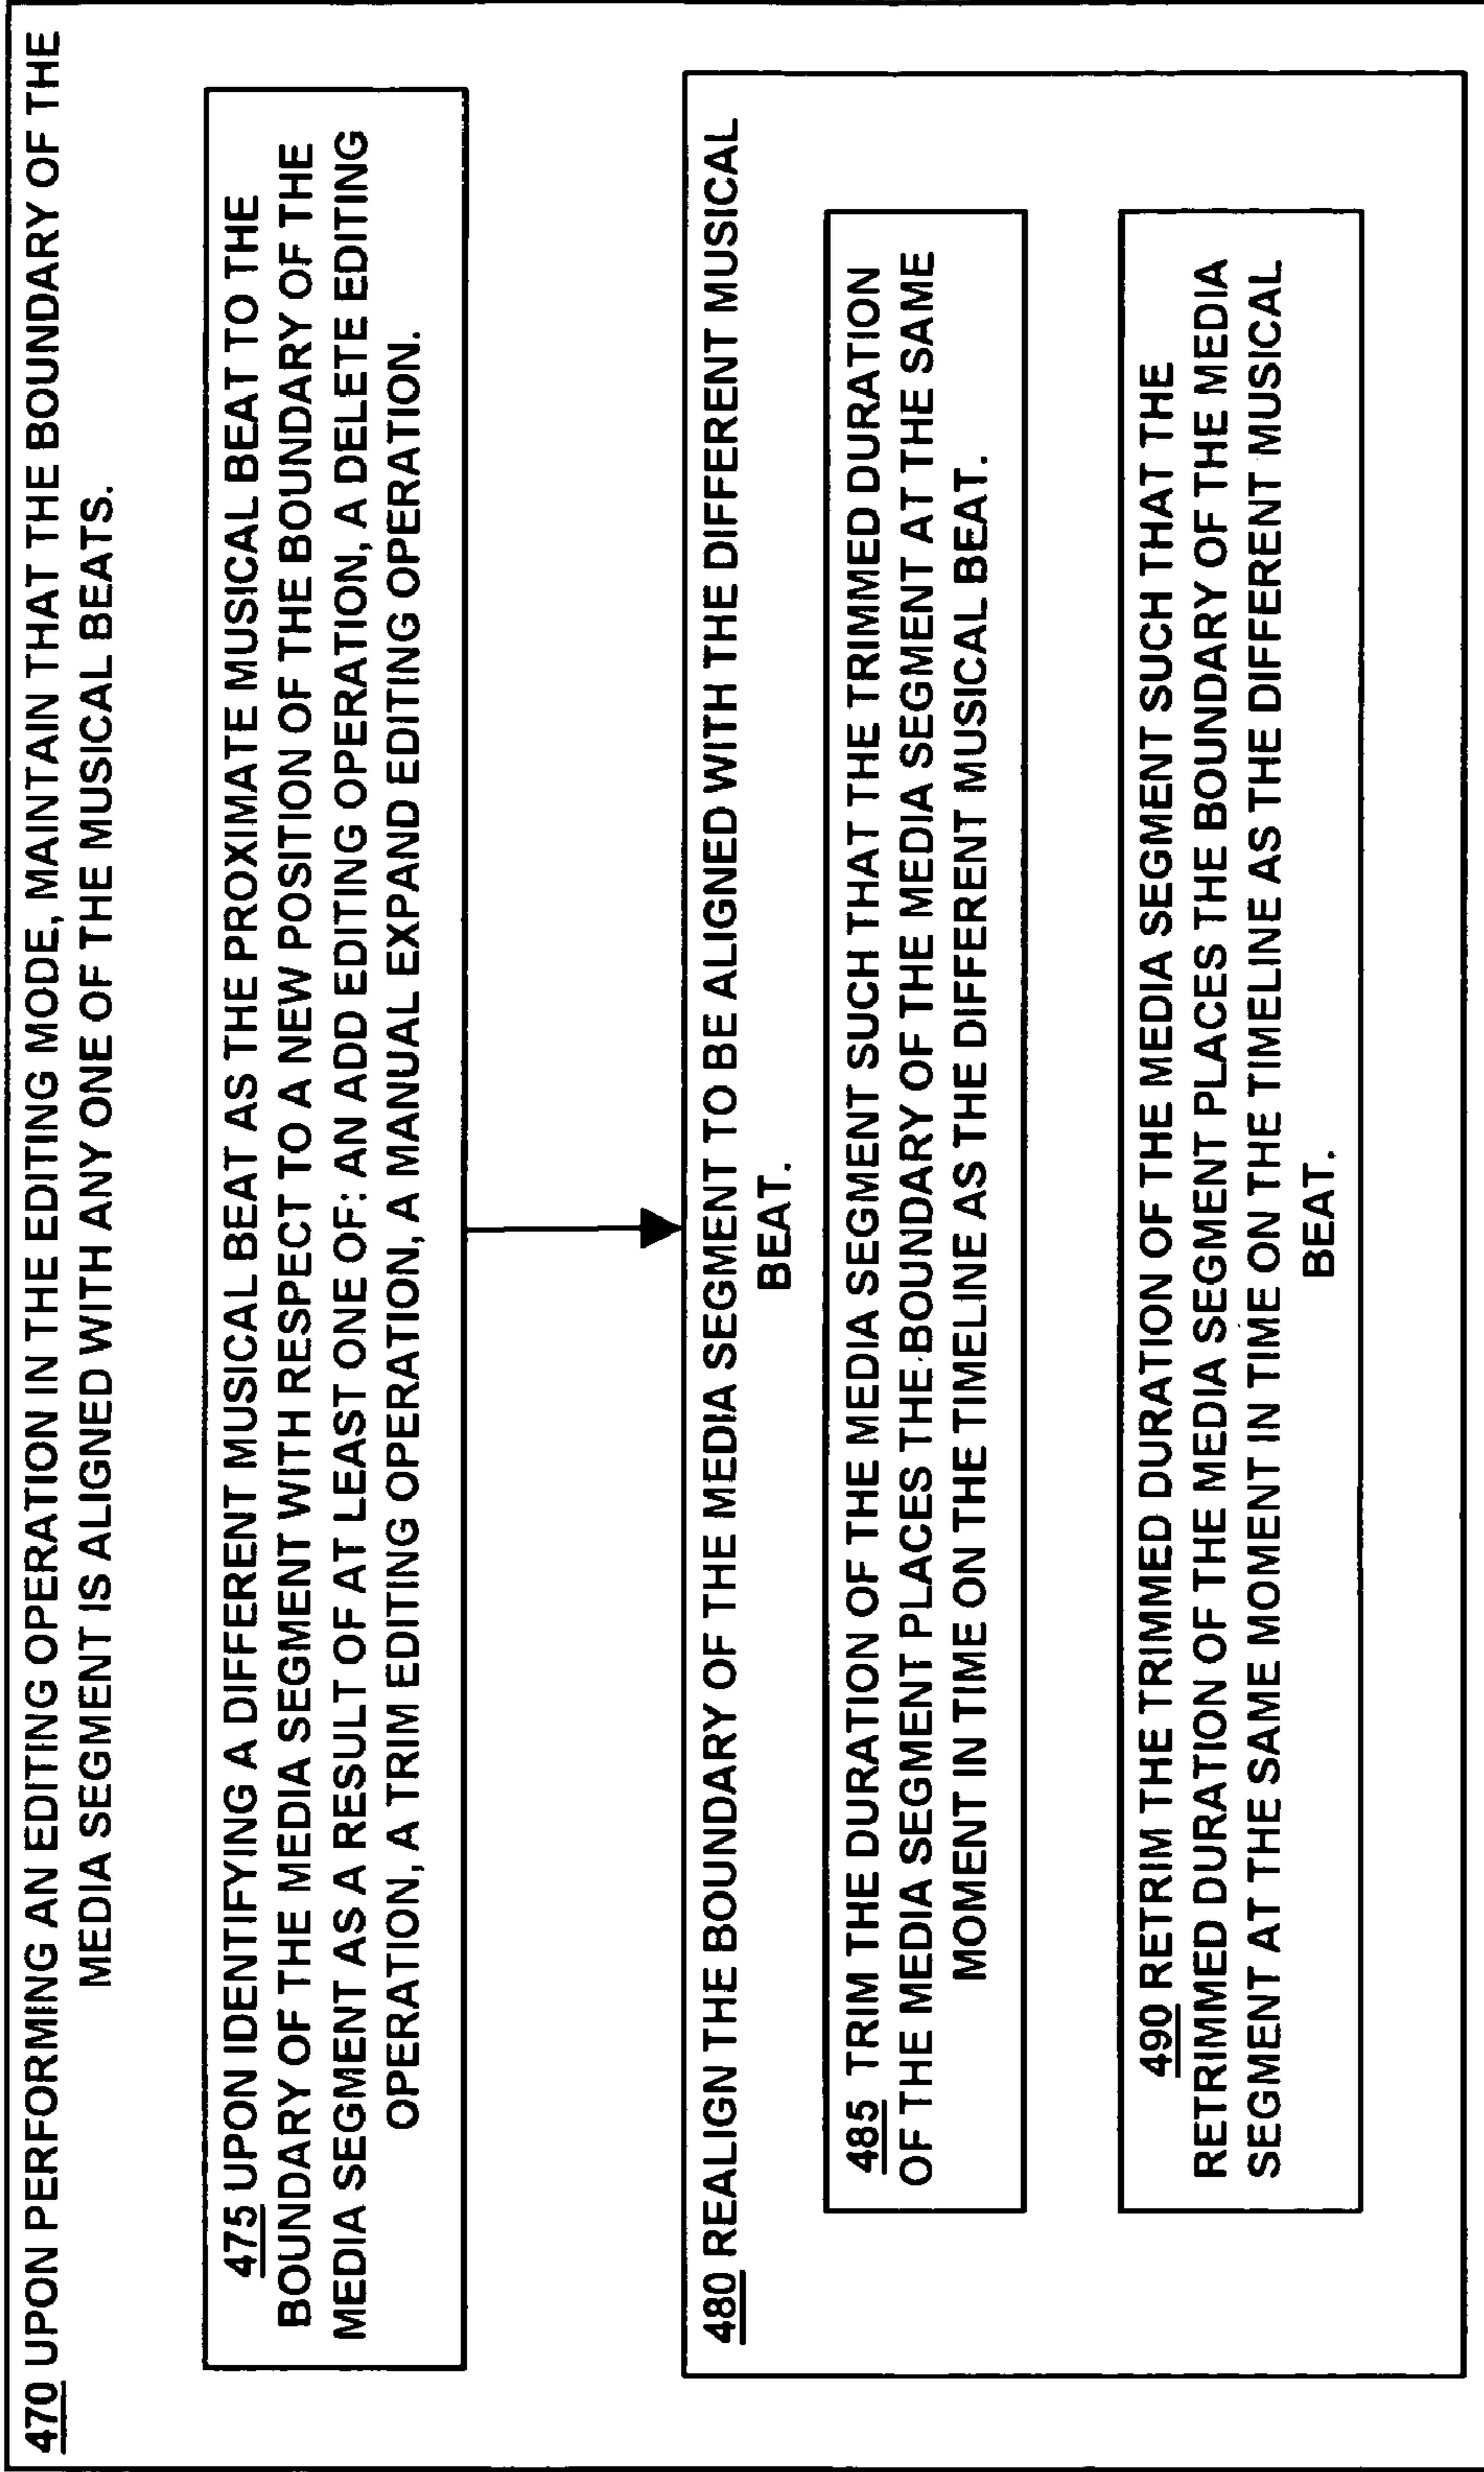 470 UPON PERFORMING AN EDITING OPERATION IN THE EDITING MODE, MAINTAIN THAT THE BOUNDARY OF THE
MEDIA SEGMENT IS ALIGNED WITH ANY ONE OF THE MUSICAL BEATS.
475 UPON IDENTIFYING A DIFFERENT MUSICAL BEAT AS THE PROXIMATE MUSICAL BEAT TO THE
BOUNDARY OF THE MEDIA SEGMENT WITH RESPECT TO A NEW POSITION OF THE BOUNDARY OF THE
MEDIA SEGMENT AS A RESULT OF AT LEAST ONE OF: AN ADD EDITING OPERATION, A DELETE EDITING
OPERATION, A TRIM EDITING OPERATION, A MANUAL EXPAND EDITING OPERATION.
480 REALIGN THE BOUNDARY OF THE MEDIA SEGMENT TO BE ALIGNED WITH THE DIFFERENT MUSICAL
BEAT.
485 TRIM THE DURATION OF THE MEDIA SEGMENT SUCH THAT THE TRIMMED DURATION
OF THE MEDIA SEGMENT PLACES THE BOUNDARY OF THE MEDIA SEGMENT AT THE SAME
MOMENT IN TIME ON THE TIMELINE AS THE DIFFERENT MUSICAL BEAT.
490 RETRIM THE TRIMMED DURATION OF THE MEDIA SEGMENT SUCH THAT THE
RETRIMMED DURATION OF THE MEDIA SEGMENT PLACES THE BOUNDARY OF THE MEDIA
SEGMENT AT THE SAME MOMENT IN TIME ON THE TIMELINE AS THE DIFFERENT MUSICAL
BEAT.